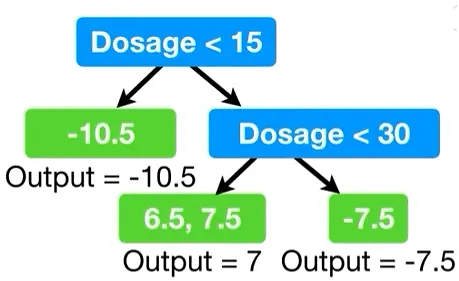 Dosage < 15
-10.5
Dosage < 30
Output = -10.5
6.5, 7.5
-7.5
Output = 7
Output = -7.5